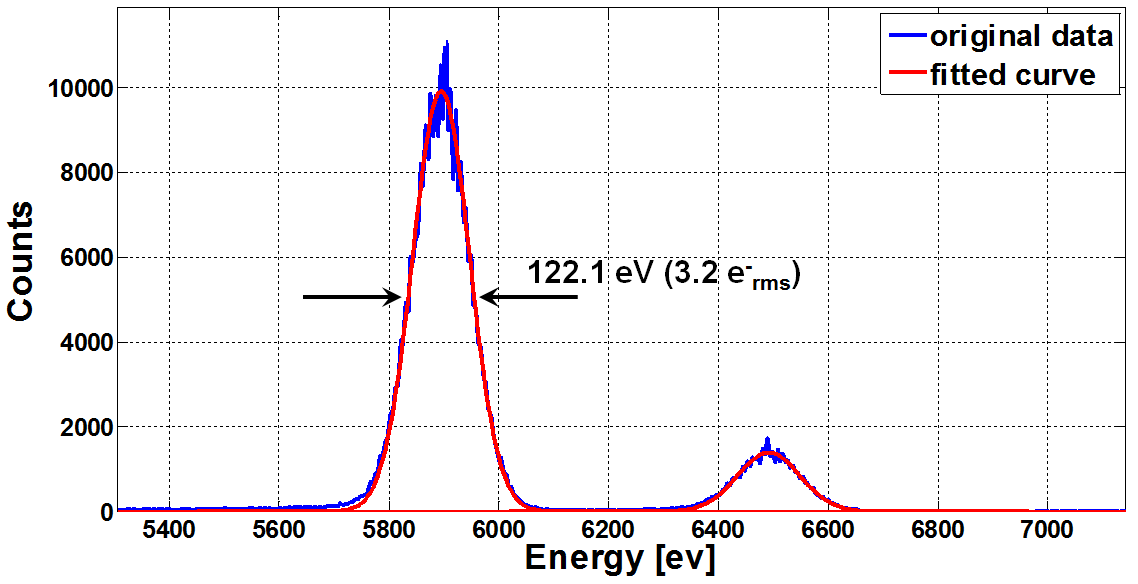 original data
fitted curve
10000
8000
6000
4000
2000
0
Counts
122.1 eV (3.2 e-rms)
5400 5600 5800 6000 6200 6400 6600 6800 7000
Energy [ev]